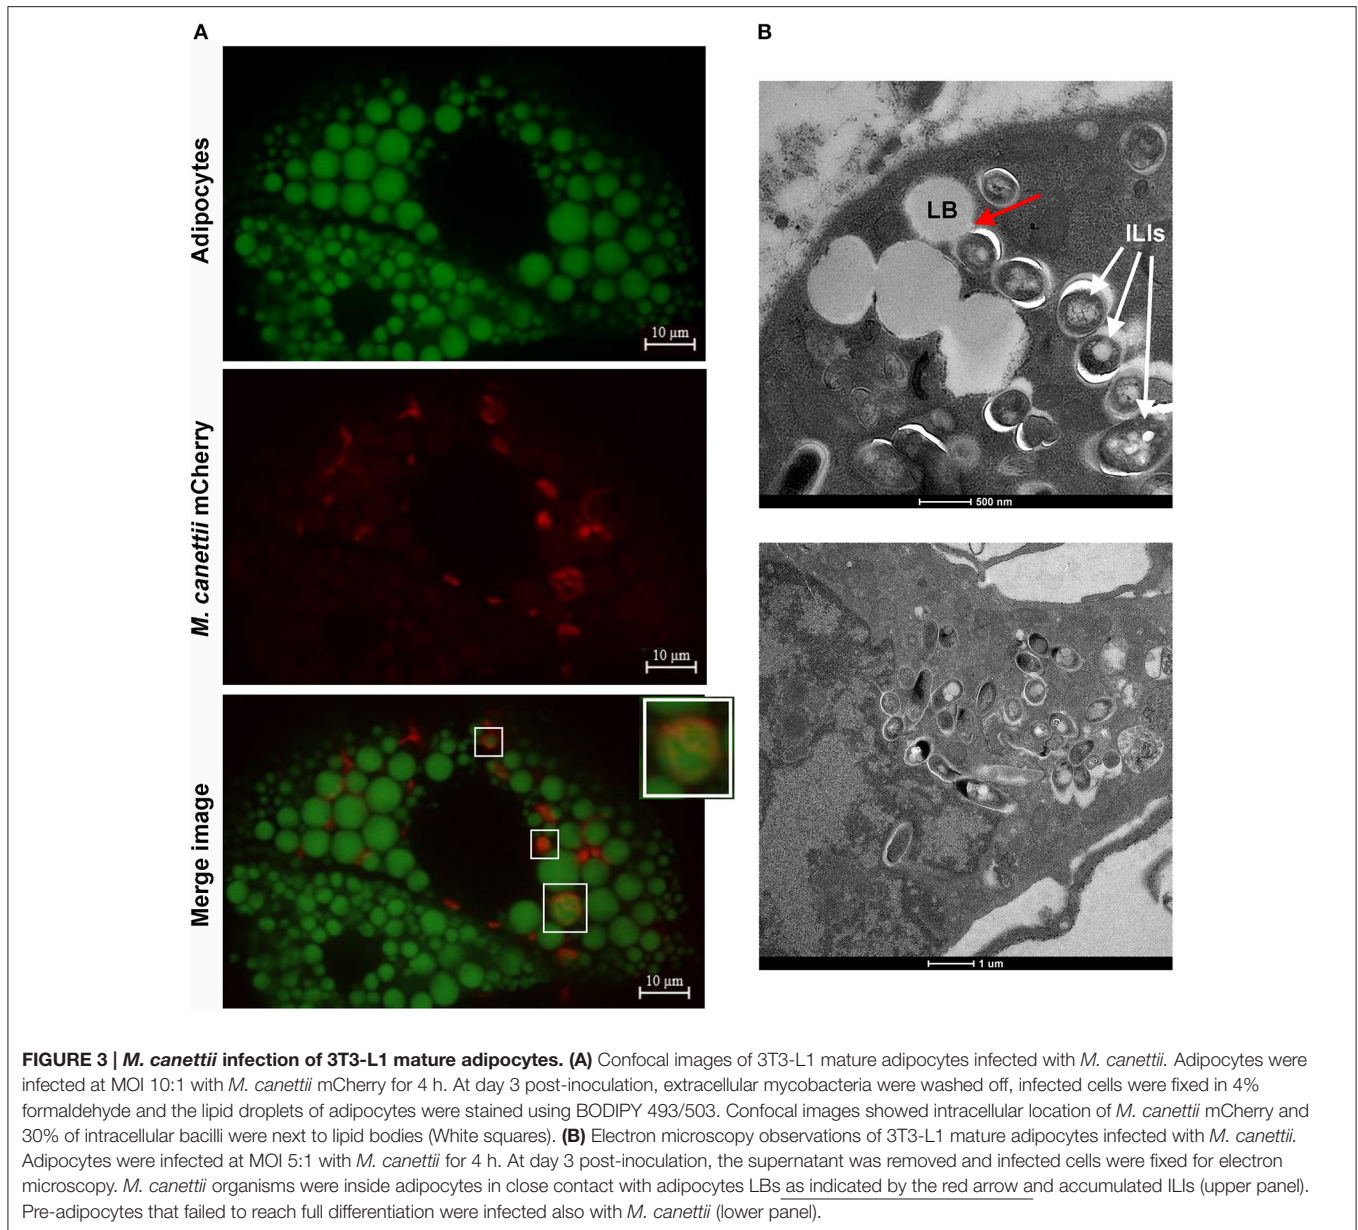 A
B
Adipocytes
10 µm
M. canettii mCherry
10 µm
Merge image
10 µm
LB
ILIs
500 nm
1 um
FIGURE 3 | M. canettii infection of 3T3-L1 mature adipocytes. (A) Confocal images of 3T3-L1 mature adipocytes infected with M. canettii. Adipocytes were
infected at MOI 10:1 with M. canettii mCherry for 4 h. At day 3 post-inoculation, extracellular mycobacteria were washed off, infected cells were fixed in 4%
formaldehyde and the lipid droplets of adipocytes were stained using BODIPY 493/503. Confocal images showed intracellular location of M. canettii mCherry and
30% of intracellular bacilli were next to lipid bodies (White squares). (B) Electron microscopy observations of 3T3-L1 mature adipocytes infected with M. canettii.
Adipocytes were infected at MOI 5:1 with M. canettii for 4 h. At day 3 post-inoculation, the supernatant was removed and infected cells were fixed for electron
microscopy. M. canettii organisms were inside adipocytes in close contact with adipocytes LBs as indicated by the red arrow and accumulated ILIs (upper panel).
Pre-adipocytes that failed to reach full differentiation were infected also with M. canettii (lower panel).